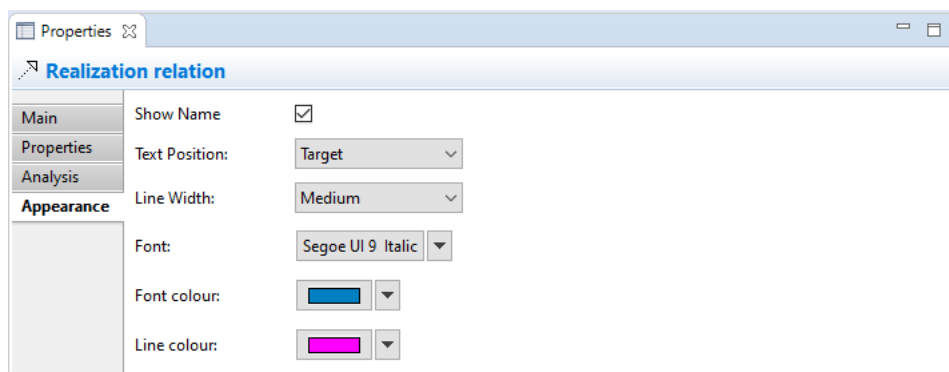 Properties
Realization relation
Main
Properties
Analysis
Appearance
Show Name
Text Position: Target
Line Width: Medium
Font: Segoe UI 9 Italic
Font colour:
Line colour: